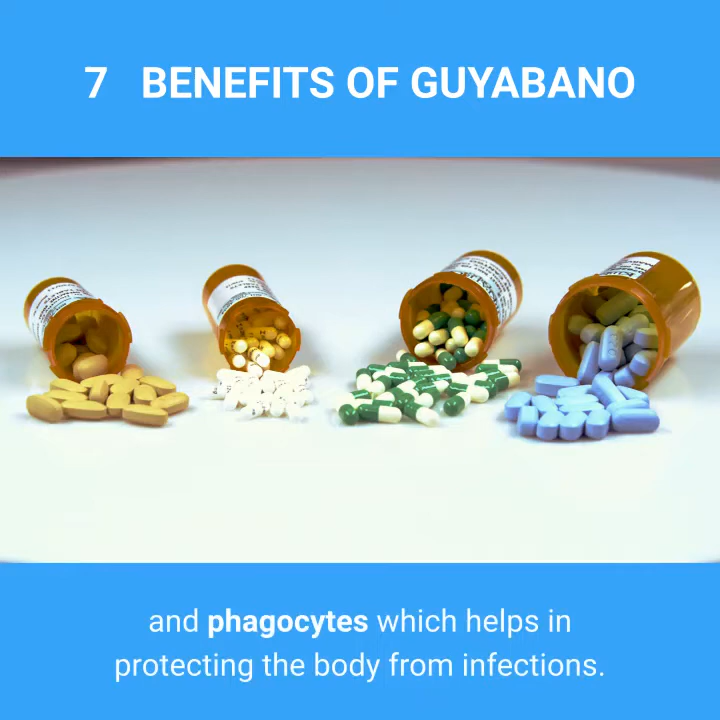 7 BENEFITS OF GUYABANO
and phagocytes which helps in
protecting the body from infections.